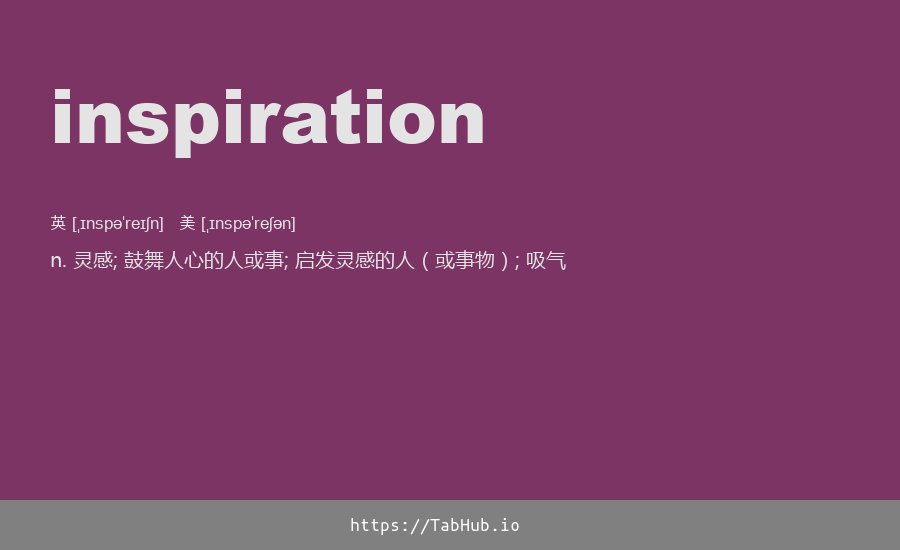 inspiration
英 [ˌɪnspəˈreɪʃn] 美 [ˌɪnspəˈreʃən]
n. 灵感; 鼓舞人心的人或事; 启发灵感的人（或事物）; 吸气
https://TabHub.io